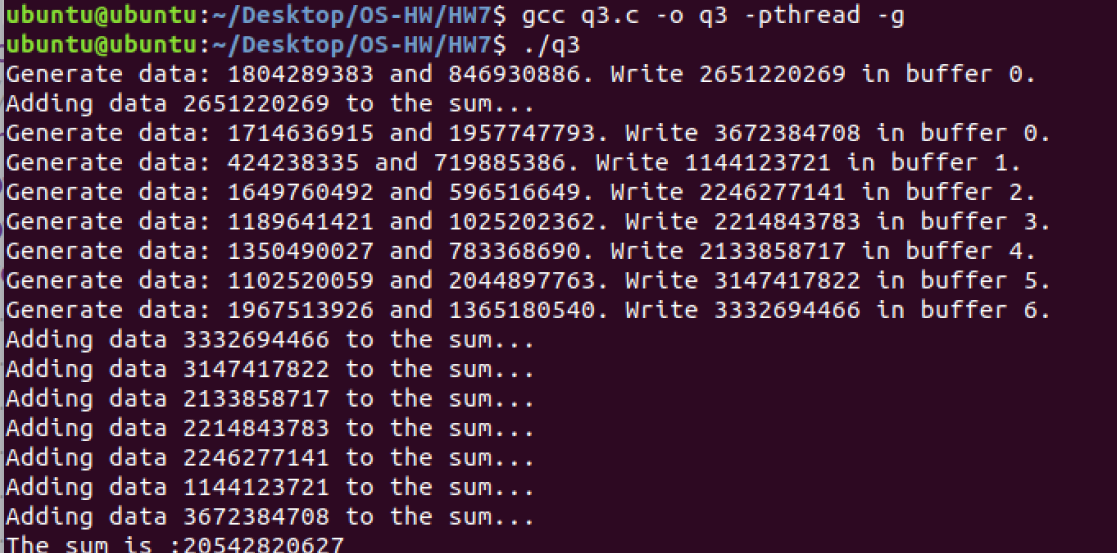 ubuntu@ubuntu:~/Desktop/OS-HW/HW7$ gcc q3.c -o q3 -pthread -g
ubuntu@ubuntu:~/Desktop/OS-HW/HW7$ ./q3
Generate data: 1804289383 and 846930886. Write 2651220269 in buffer 0.
Adding data 2651220269 to the sum...
Generate data: 1714636915 and 1957747793. Write 3672384708 in buffer 0.
Generate data: 424238335 and 719885386. Write 1144123721 in buffer 1.
Generate data: 1649760492 and 596516649. Write 2246277141 in buffer 2.
Generate data: 1189641421 and 1025202362. Write 2214843783 in buffer 3.
Generate data: 1350490027 and 783368690. Write 2133858717 in buffer 4.
Generate data: 1102520059 and 2044897763. Write 3147417822 in buffer 5.
Generate data: 1967513926 and 1365180540. Write 3332694466 in buffer 6.
Adding data 3332694466 to the sum...
Adding data 3147417822 to the sum...
Adding data 2133858717 to the sum...
Adding data 2214843783 to the sum...
Adding data 2246277141 to the sum...
Adding data 1144123721 to the sum...
Adding data 3672384708 to the sum...
The sum is :20542820627